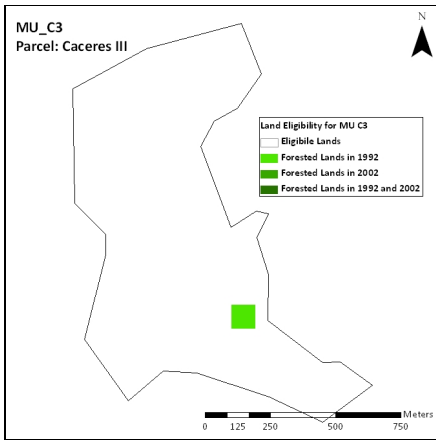 MU_C3
Parcel: Caceres III
N
Land Eligibility for MU C3
Eligibile Lands
Forested Lands in 1992
Forested Lands in 2002
Forested Lands in 1992 and 2002
Meters
0 125 250 500 750